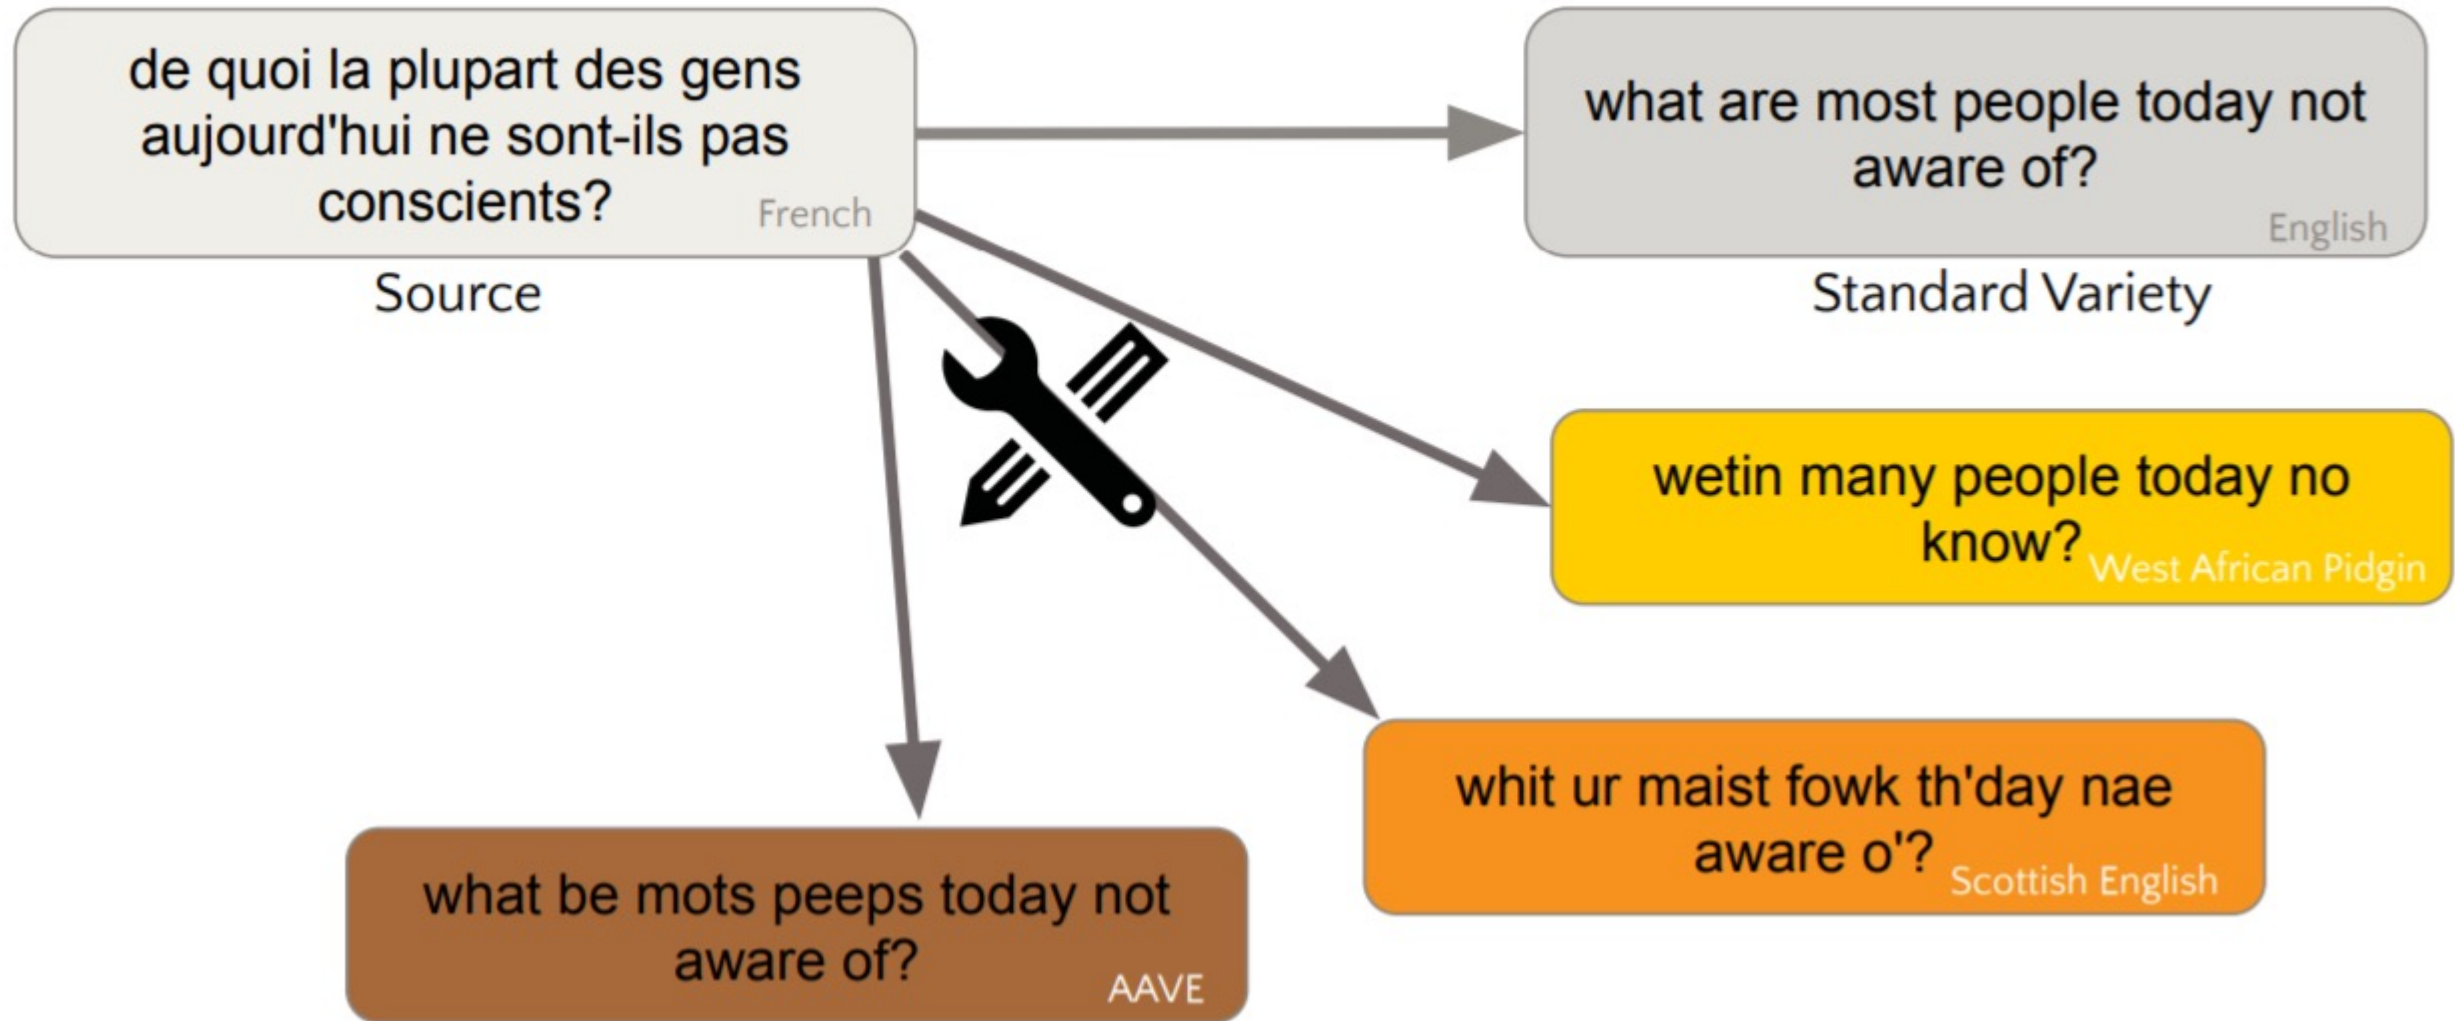 de quoi la plupart des gens
aujourd'hui ne sont-ils pas
conscients?
French
Source
what are most people today not
aware of?
English
Standard Variety
wetin many people today no
know?
West African Pidgin
whit ur maist fowk th'day nae
aware o'?
Scottish English
what be mots peeps today not
aware of?
AAVE